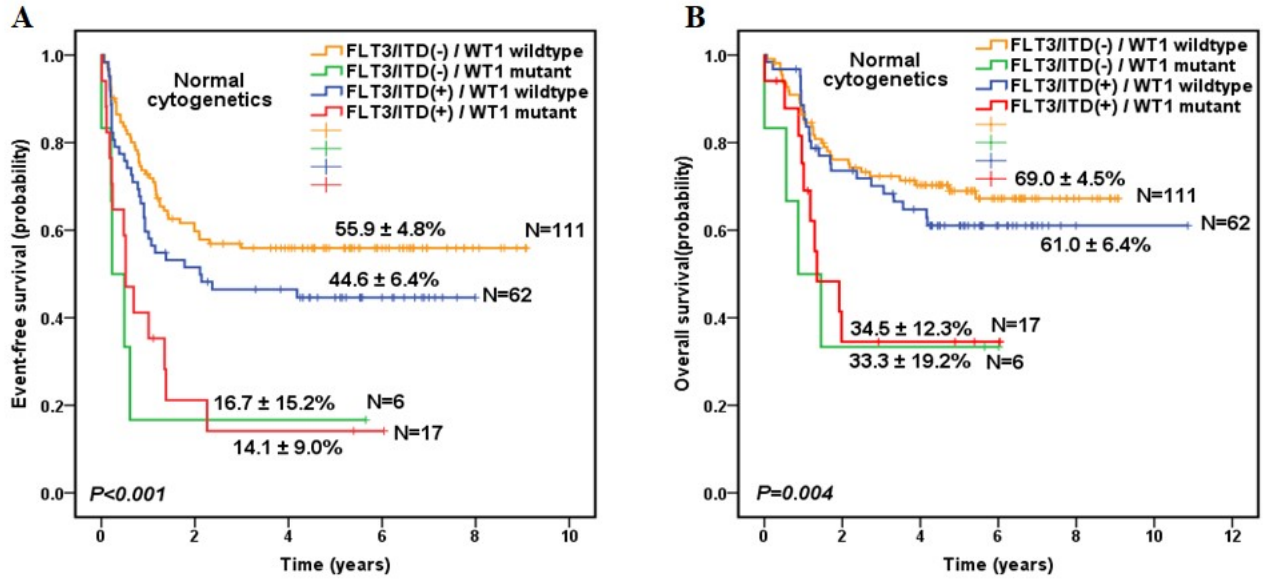 A
FLT3/ITD(-) / WT1 wildtype
FLT3/ITD(-) / WT1 mutant
FLT3/ITD(+) / WT1 wildtype
FLT3/ITD(+) / WT1 mutant
Normal
cytogenetics
Event-free survival (probability)
1.0
0.8
0.6
0.4
0.2
0.0
55.9 ± 4.8%
N=111
44.6 ± 6.4%
N=62
16.7 ± 15.2%
N=6
14.1 ± 9.0%
N=17
P<0.001
0 2 4 6 8 10
Time (years)
B
FLT3/ITD(-) / WT1 wildtype
FLT3/ITD(-) / WT1 mutant
FLT3/ITD(+) / WT1 wildtype
FLT3/ITD(+) / WT1 mutant
Normal
cytogenetics
Overall survival(probability)
1.0
0.8
0.6
0.4
0.2
0.0
69.0 ± 4.5%
N=111
N=62
61.0 ± 6.4%
34.5 ± 12.3%
N=17
33.3 ± 19.2%
N=6
P=0.004
0 2 4 6 8 10 12
Time (years)